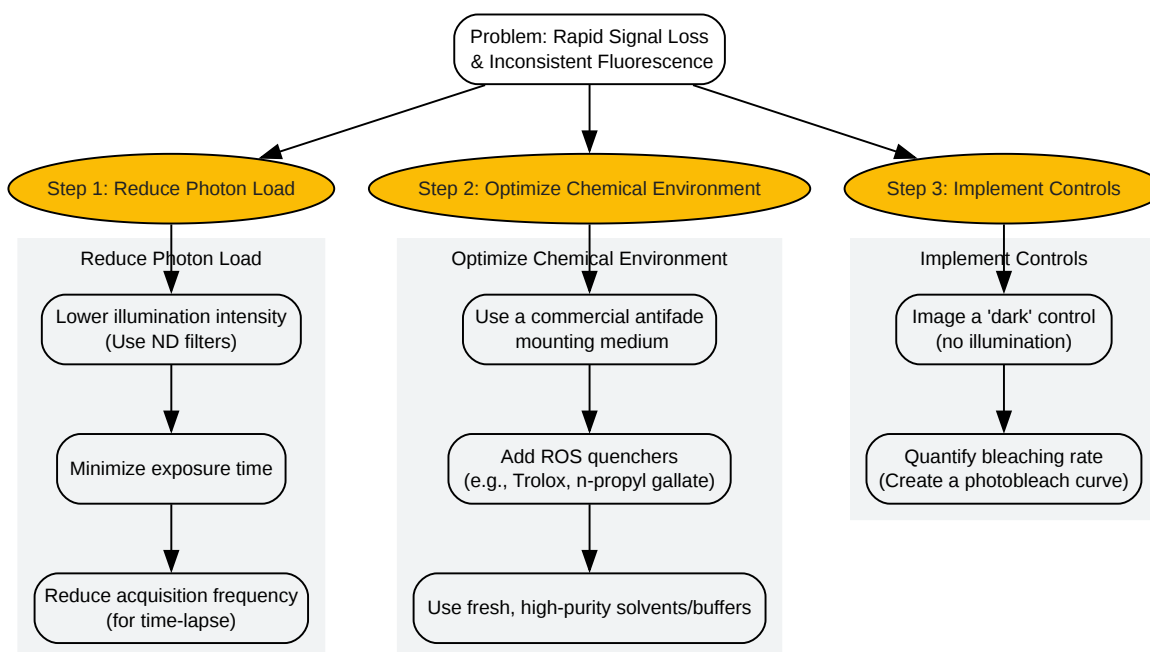 Problem: Rapid Signal Loss
& Inconsistent Fluorescence
Step 1: Reduce Photon Load
Step 2: Optimize Chemical Environment
Step 3: Implement Controls
Reduce Photon Load
Lower illumination intensity
(Use ND filters)
Minimize exposure time
Reduce acquisition frequency
(for time-lapse)
Optimize Chemical Environment
Use a commercial antifade
mounting medium
Add ROS quenchers
(e.g., Trolox, n-propyl gallate)
Use fresh, high-purity solvents/buffers
Implement Controls
Image a 'dark' control
(no illumination)
Quantify bleaching rate
(Create a photobleach curve)